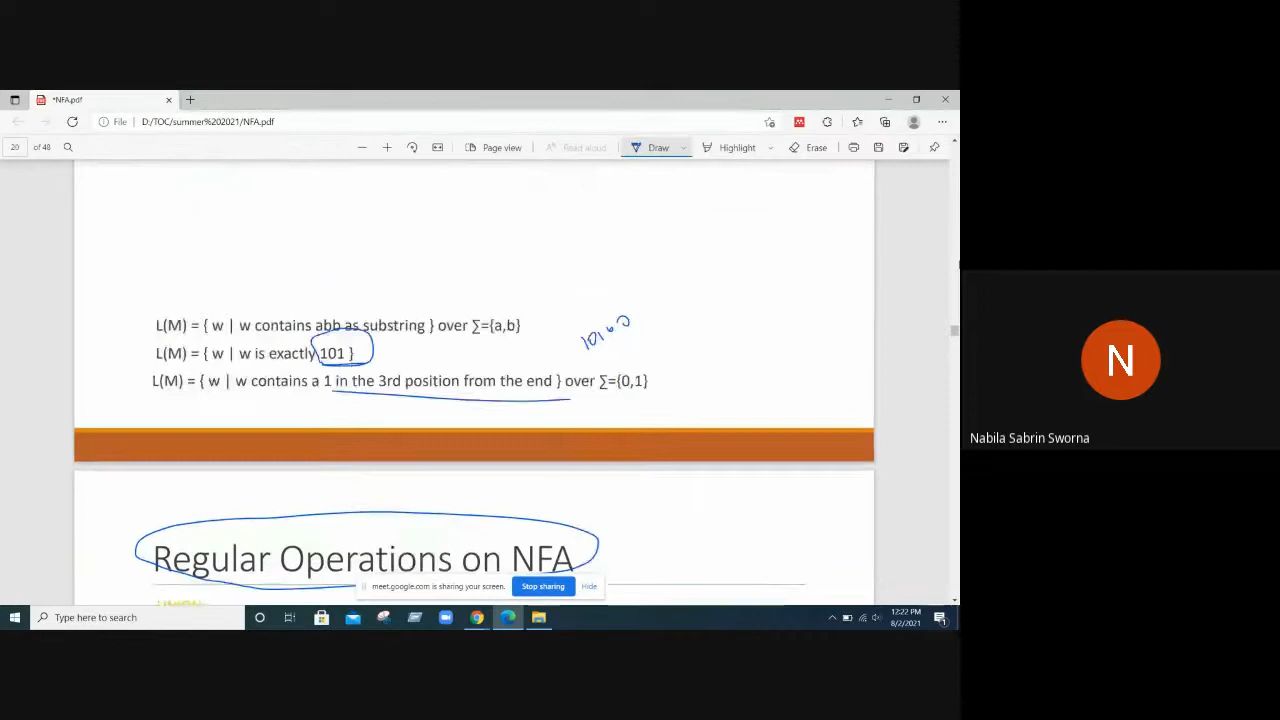 *NFA.pdf
File D:/TOC/summer%202021/NFA.pdf
20 of 48 Page view Read aloud Draw Highlight Erase
L(M) = { w | w contains abb as substring } over ∑={a,b}
L(M) = { w | w is exactly 101 }
L(M) = { w | w contains a 1 in the 3rd position from the end } over ∑={0,1}
Regular Operations on NFA
meet.google.com is sharing your screen. Stop sharing Hide
UNION
Type here to search
12:22 PM
8/2/2021
N
Nabila Sabrin Sworna